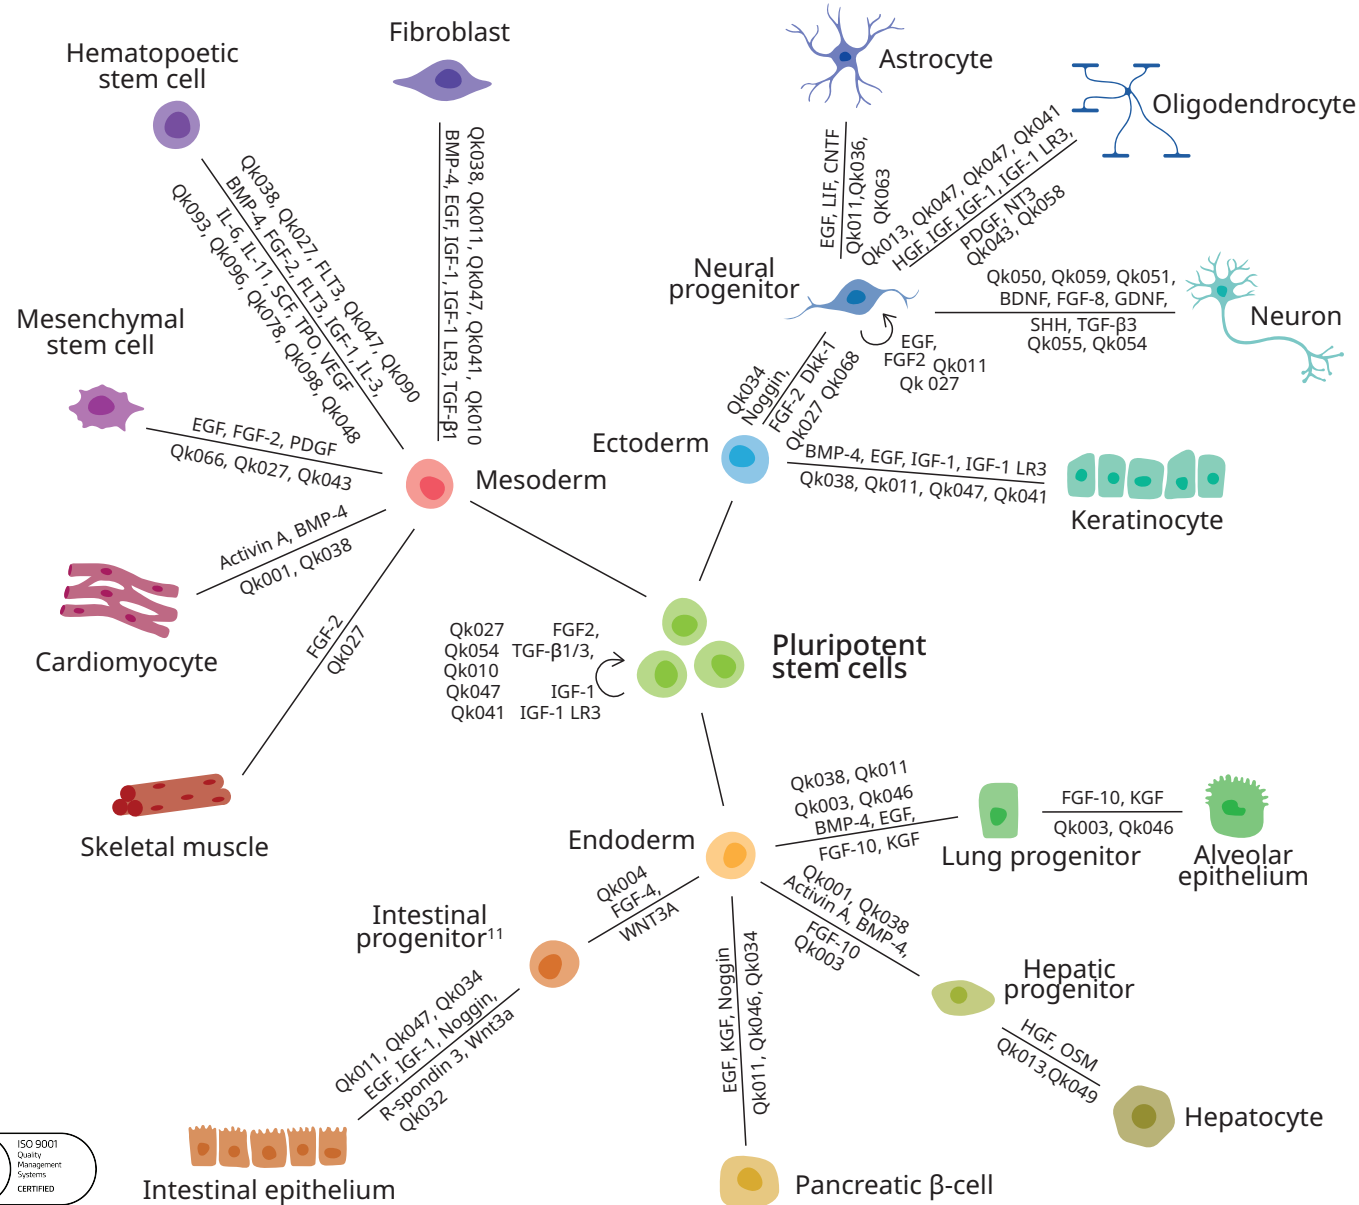 Fibroblast
Hematopoetic
stem cell
Astrocyte
Oligodendrocyte
Qk038, Qk011, Qk047, Qk041, Qk010
BMP-4, EGF, IGF-1, IGF-1 LR3, TGF-β1
Qk038, Qk027, FLT3, Qk047, Qk090
BMP-4, FGF-2, FLT3, IGF-1, IL-3,
IL-6, IL-11, SCF, TPO, VEGF
Qk093, Qk096, Qk078, Qk098, Qk048
EGF, LIF, CNTF
Qk011,Qk036,
Qk063
Qk013, Qk047, Qk047, Qk041
HGF, IGF, IGF-1, IGF-1 LR3,
PDGF, NT3
Qk043, Qk058
Neural
progenitor
Qk050, Qk059, Qk051,
BDNF, FGF-8, GDNF,
SHH, TGF-β3
Qk055, Qk054
Neuron
EGF,
FGF2 Qk011
Qk 027
Mesenchymal
stem cell
EGF, FGF-2, PDGF
Qk066, Qk027, Qk043
Qk034
Noggin,
FGF-2 Dkk-1
Qk027 Qk068
Ectoderm
BMP-4, EGF, IGF-1, IGF-1 LR3
Qk038, Qk011, Qk047, Qk041
Keratinocyte
Mesoderm
Activin A, BMP-4
Qk001, Qk038
Cardiomyocyte
FGF-2
Qk027
Skeletal muscle
Qk027 FGF2,
Qk054 TGF-β1/3,
Qk010
Qk047 IGF-1
Qk041 IGF-1 LR3
Pluripotent
stem cells
Endoderm
Qk038, Qk011
Qk003, Qk046
BMP-4, EGF,
FGF-10, KGF
Lung progenitor
FGF-10, KGF
Qk003, Qk046
Alveolar
epithelium
Qk004
FGF-4,
WNT3A
Intestinal
progenitor11
Qk001, Qk038
Activin A, BMP-4,
FGF-10
Qk003
Hepatic
progenitor
EGF, KGF, Noggin
Qk011, Qk046, Qk034
Qk011, Qk047, Qk034
EGF, IGF-1, Noggin,
R-spondin 3, Wnt3a
Qk032
HGF, OSM
Qk013,Qk049
Hepatocyte
Intestinal epithelium
Pancreatic β-cell
ISO 9001
Quality
Management
Systems
CERTIFIED